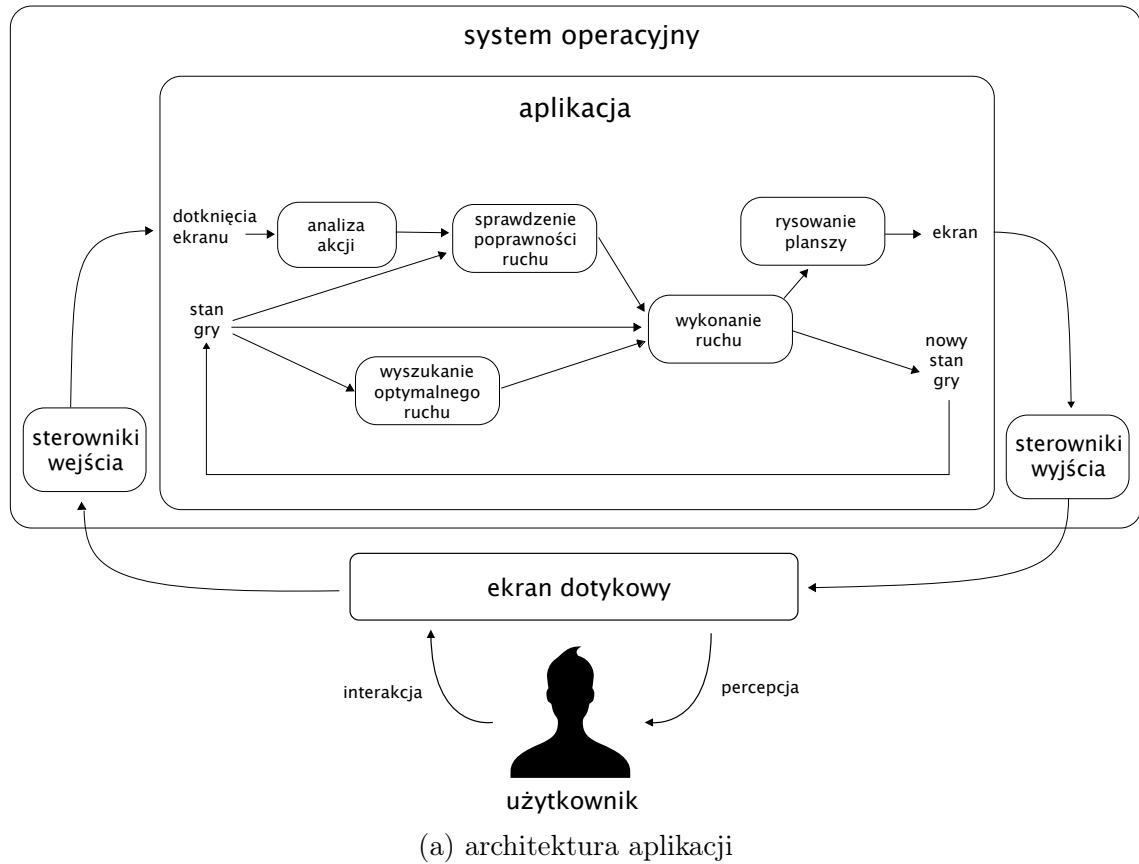 system operacyjny
aplikacja
dotknięcia
ekranu
analiza
akcji
sprawdzenie
poprawności
ruchu
rysowanie
planszy
ekran
stan
gry
wykonanie
ruchu
nowy
stan
gry
wyszukanie
optymalnego
ruchu
sterowniki
wejścia
sterowniki
wyjścia
ekran dotykowy
interakcja
percepcja
użytkownik
(a) architektura aplikacji